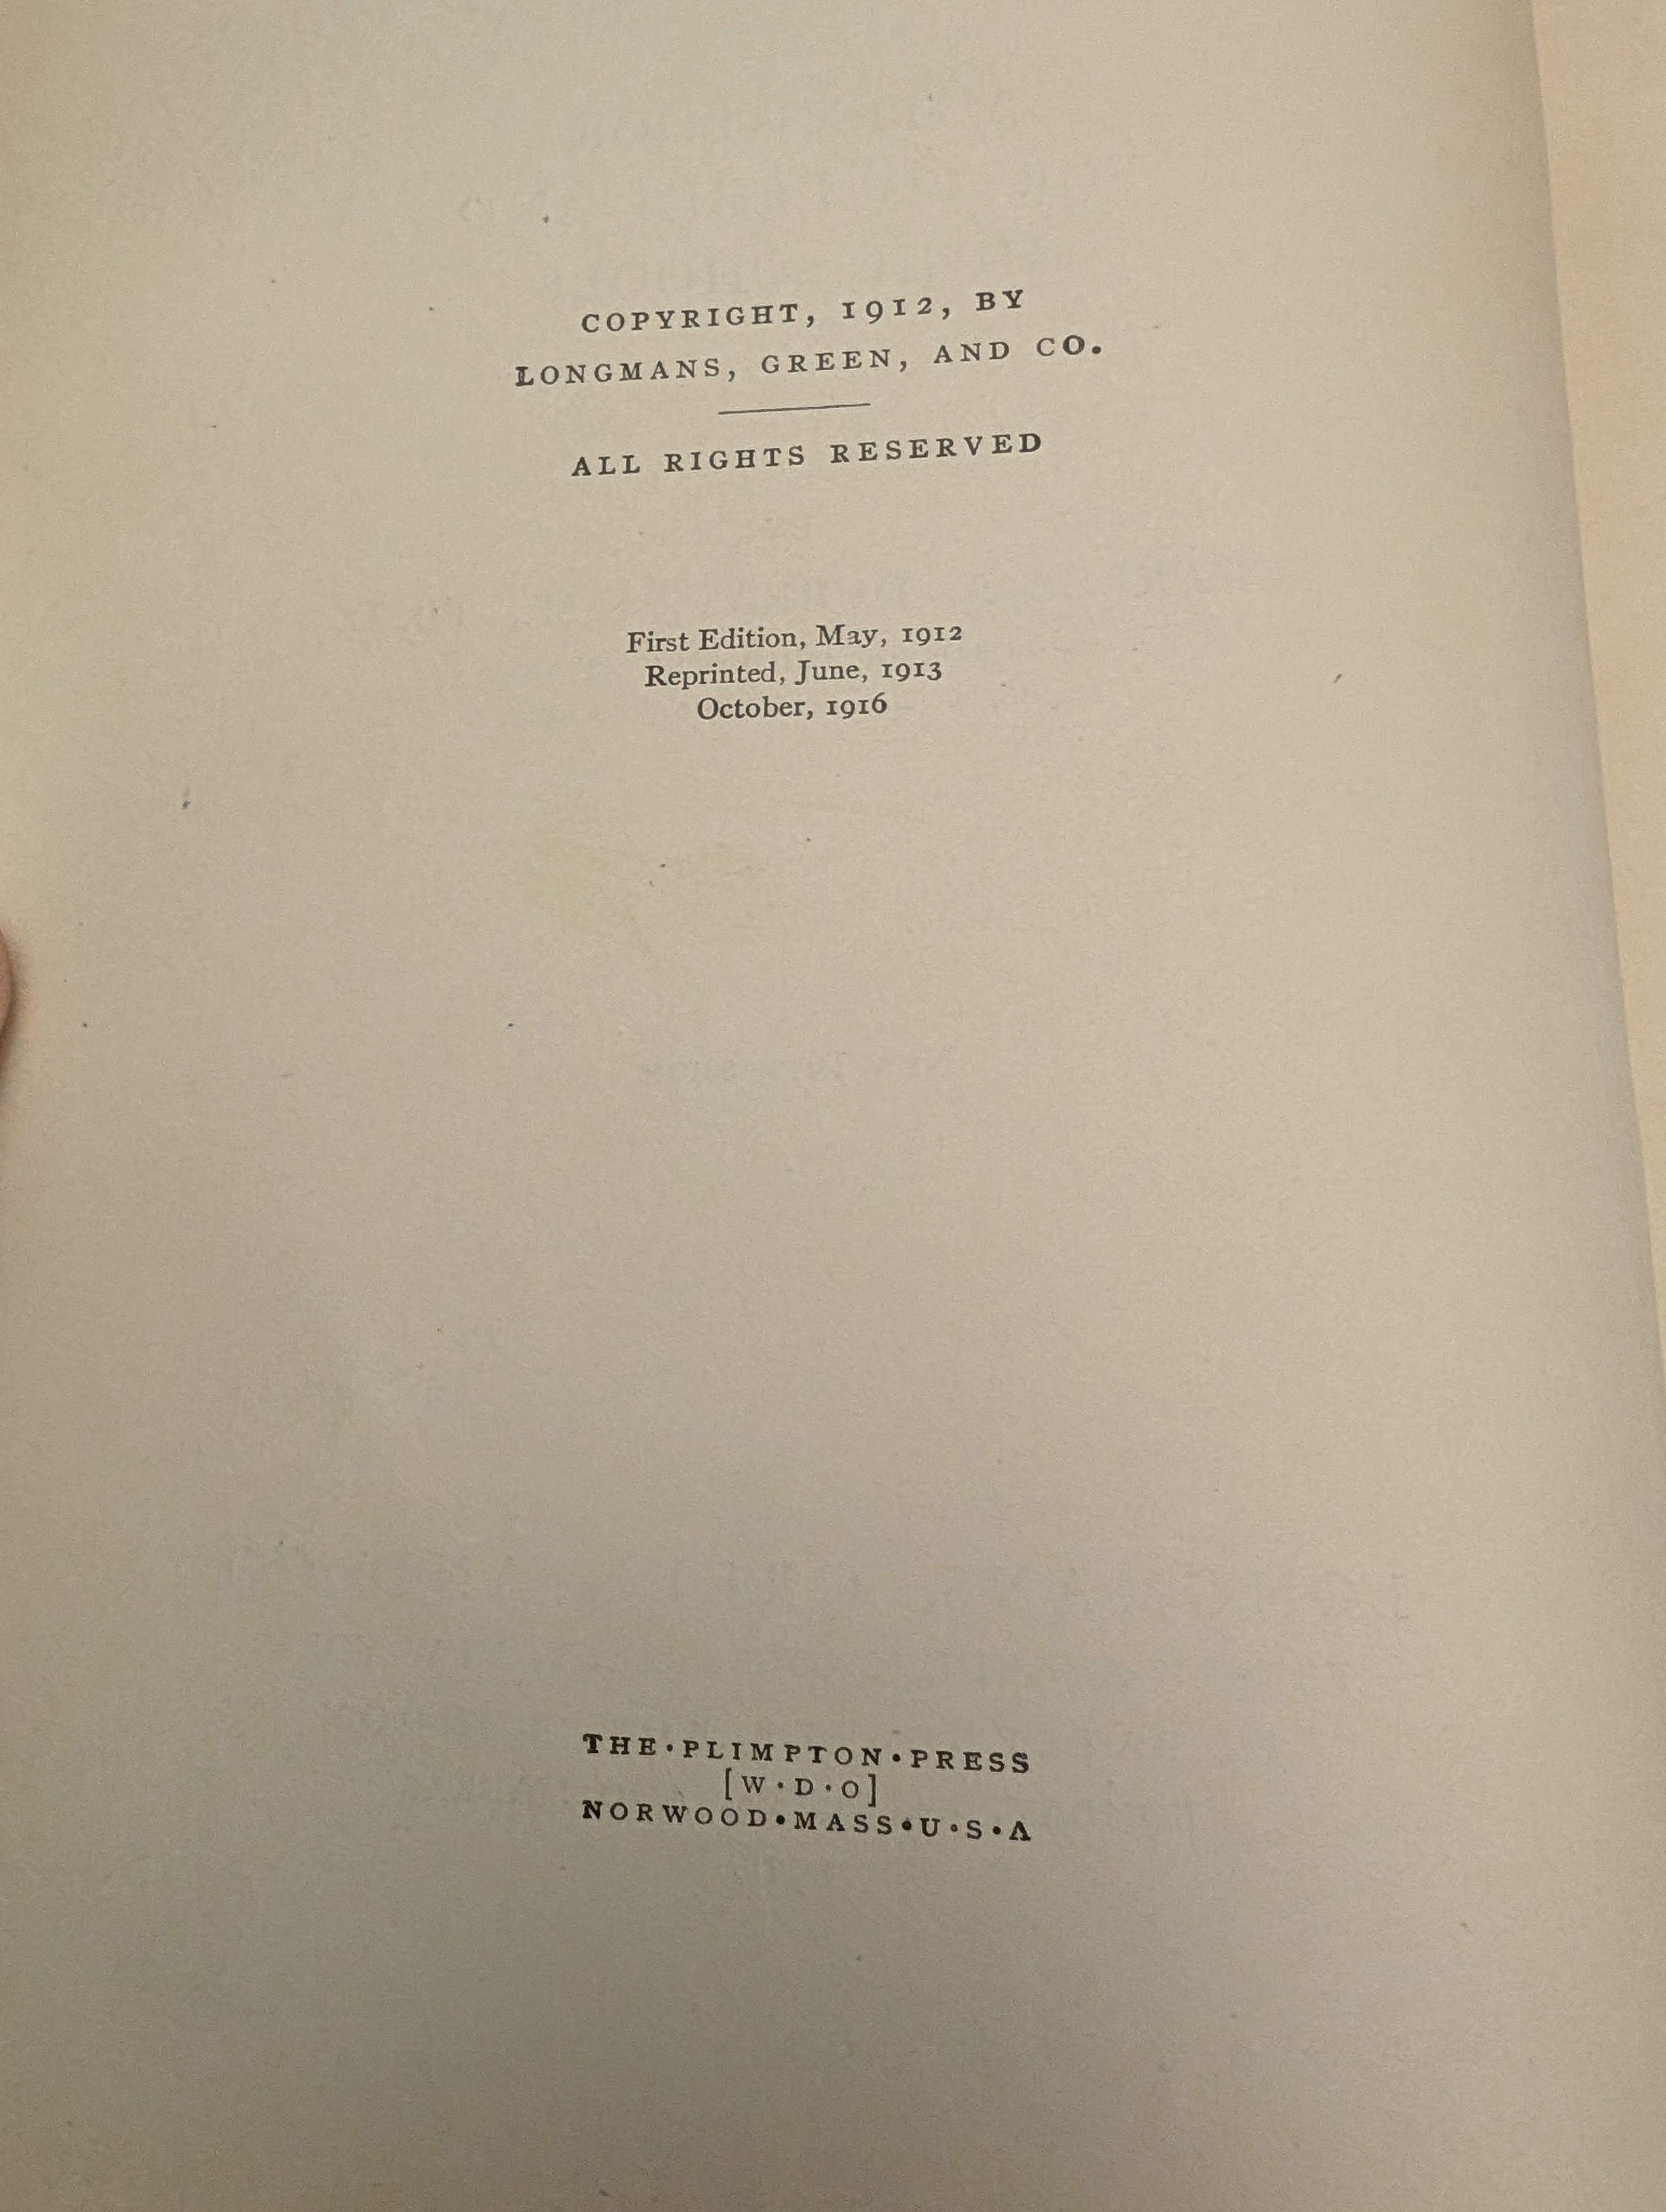 COPYRIGHT, 1912, BY
LONGMANS, GREEN, AND CO.
ALL RIGHTS RESERVED
First Edition, May, 1912
Reprinted, June, 1913
October, 1916
THE·PLIMPTON·PRESS
[W·D·O]
NORWOOD·MASS·U·S·A